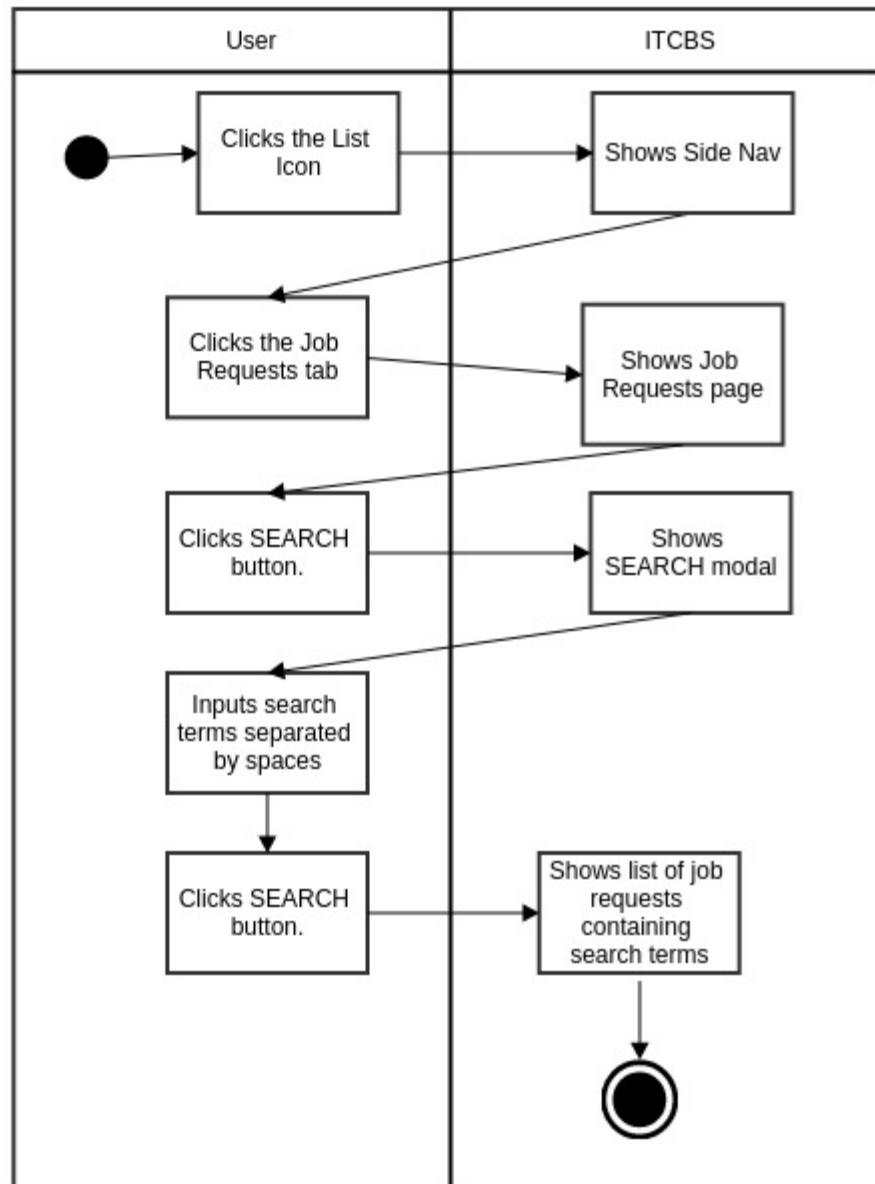 User
ITCBS
Clicks the List
Icon
Shows Side Nav
Clicks the Job
Requests tab
Shows Job
Requests page
Clicks SEARCH
button.
Shows
SEARCH modal
Inputs search
terms separated
by spaces
Clicks SEARCH
button.
Shows list of job
requests
containing
search terms